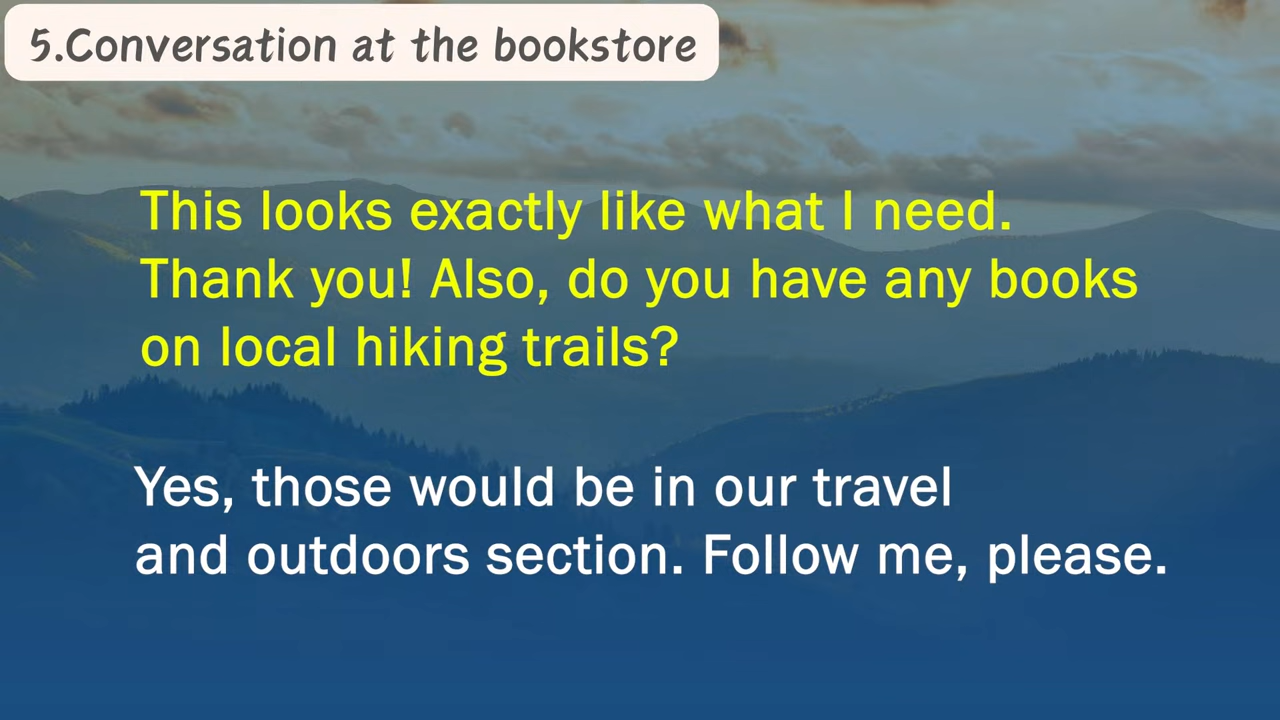 5.Conversation at the bookstore
This looks exactly like what I need.
Thank you! Also, do you have any books
on local hiking trails?
Yes, those would be in our travel
and outdoors section. Follow me, please.